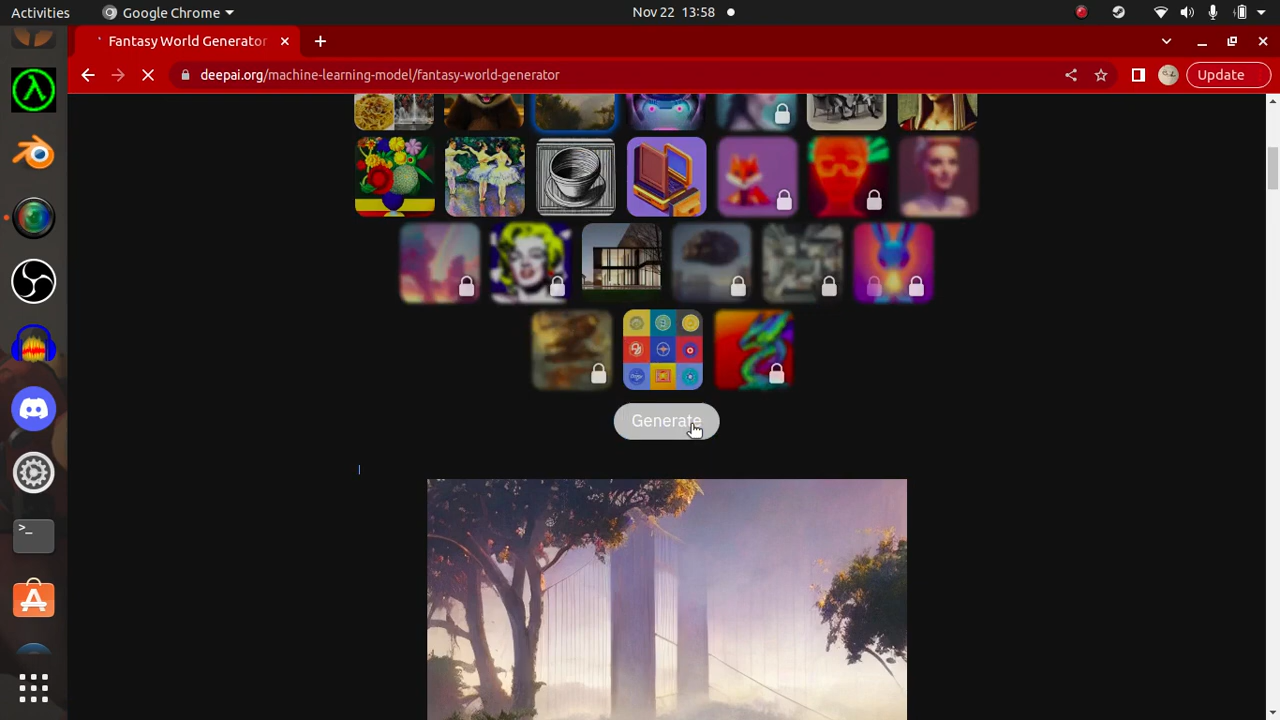 Activities
Google Chrome
Nov 22 13:58
Fantasy World Generator
deepai.org/machine-learning-model/fantasy-world-generator
Update
Generate